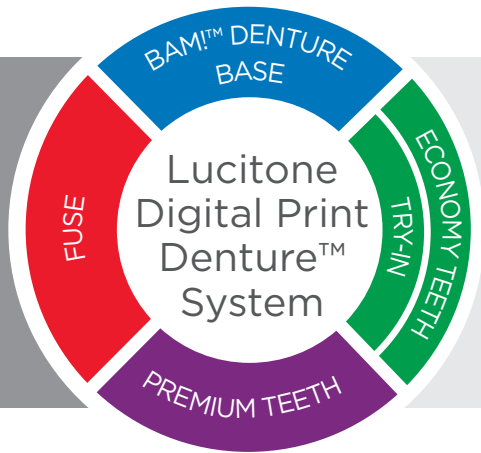 BAM!™ DENTURE
BASE
ECONOMY TEETH
TRY-IN
FUSE
Lucitone
Digital Print
Denture™
System
PREMIUM TEETH